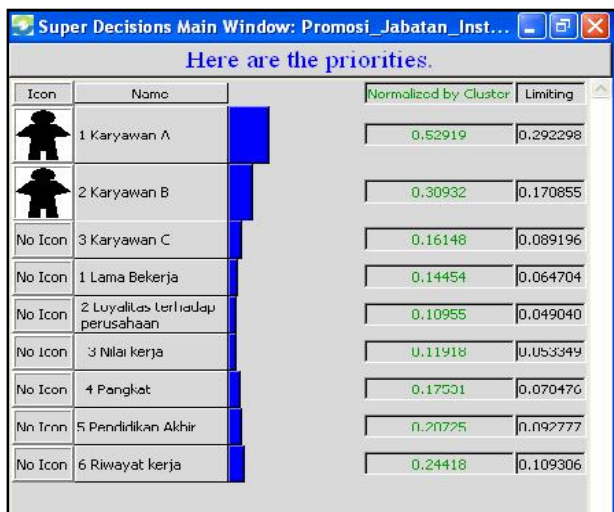 Super Decisions Main Window: Promosi_Jabatan_Inst...
Here are the priorities.
Icon Name Normalized by Cluster Limiting
1 Karyawan A 0.52919 0.292298
2 Karyawan B 0.30932 0.170855
No Icon 3 Karyawan C 0.16148 0.089196
No Icon 1 Lama Bekerja 0.14454 0.064704
No Icon 2 Loyalitas terhadap
perusahaan 0.10955 0.049040
No Icon 3 Nilai kerja 0.11918 0.053349
No Icon 4 Pangkat 0.070476
No Icon 5 Pendidikan Akhir 0.20725 0.092777
No Icon 6 Riwayat kerja 0.24418 0.109306